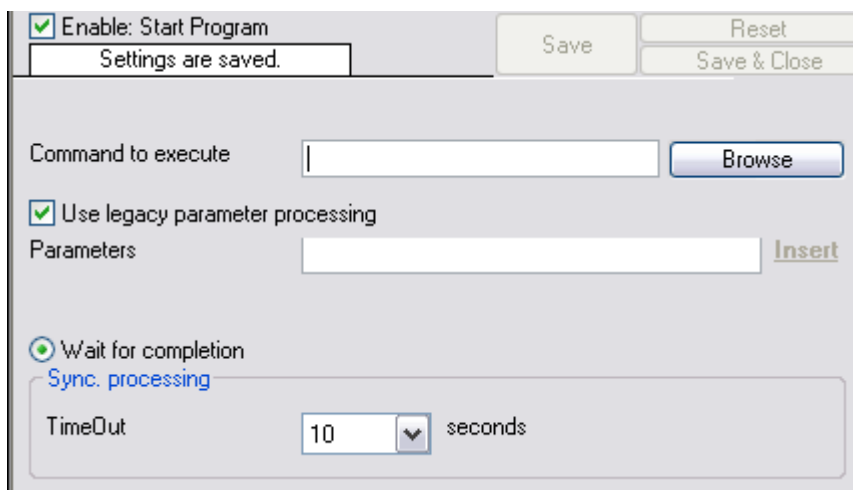 Enable: Start Program
Save
Reset
Settings are saved.
Save & Close
Command to execute
Browse
Use legacy parameter processing
Parameters
Insert
Wait for completion
Sync. processing
TimeOut
10
seconds